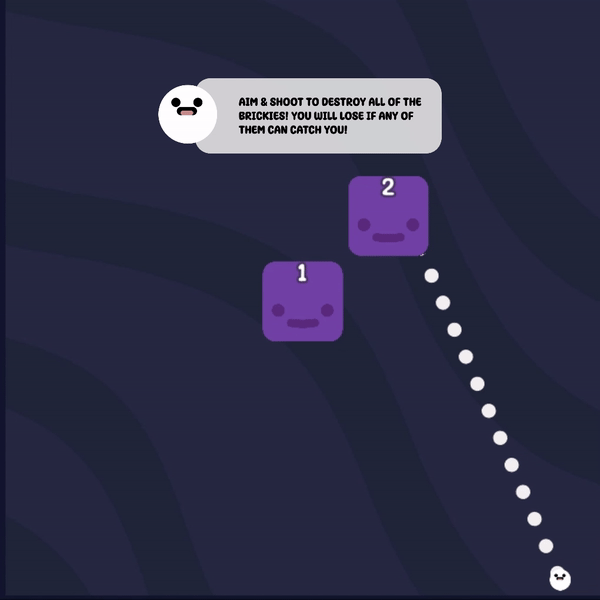 AIM & SHOOT TO DESTROY ALL OF THE
BRICKIES! YOU WILL LOSE IF ANY OF
THEM CAN CATCH YOU!
2
1